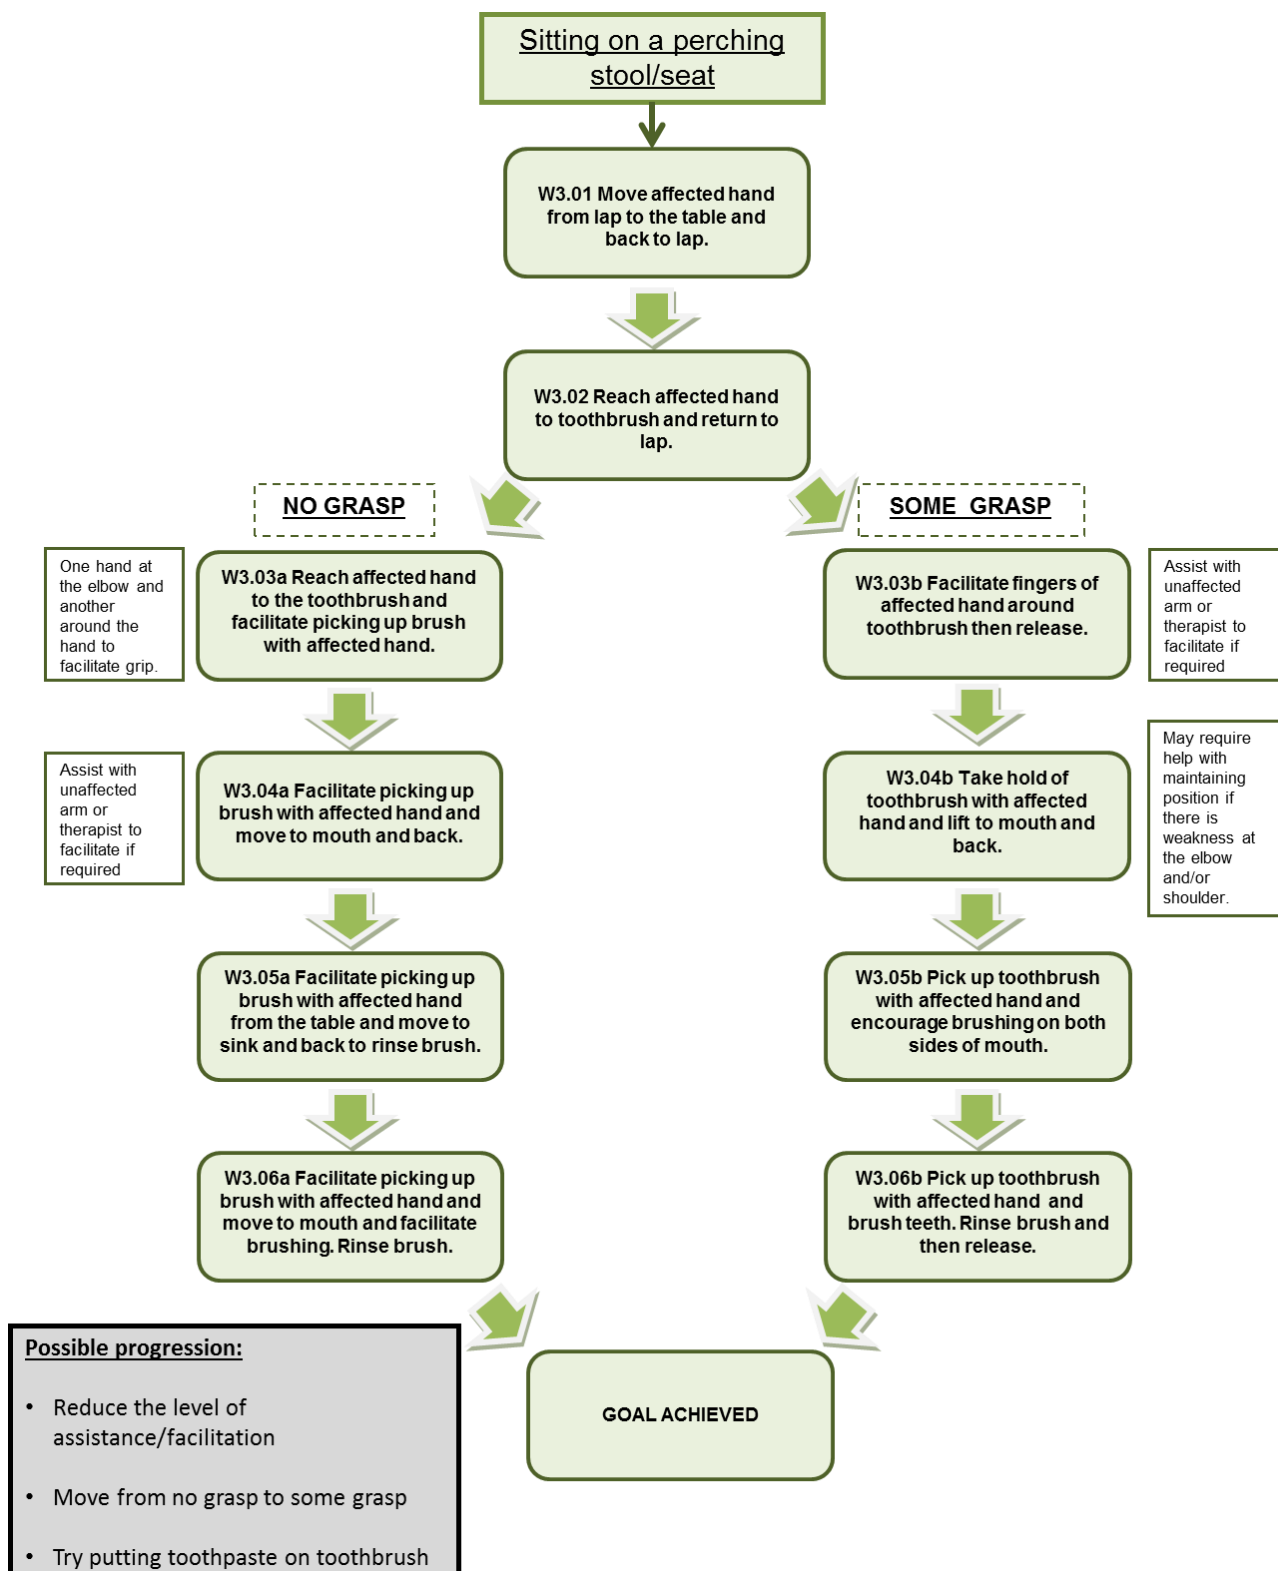 Sitting on a perching
stool/seat
W3.01 Move affected hand
from lap to the table and
back to lap.
W3.02 Reach affected hand
to toothbrush and return to
lap.
NO GRASP
SOME GRASP
One hand at
the elbow and
another
around the
hand to
facilitate grip.
W3.03a Reach affected hand
to the toothbrush and
facilitate picking up brush
with affected hand.
W3.03b Facilitate fingers of
affected hand around
toothbrush then release.
Assist with
unaffected
arm or
therapist to
facilitate if
required
Assist with
unaffected
arm or
therapist to
facilitate if
required
W3.04a Facilitate picking up
brush with affected hand and
move to mouth and back.
W3.04b Take hold of
toothbrush with affected
hand and lift to mouth and
back.
May require
help with
maintaining
position if
there is
weakness at
the elbow
and/or
shoulder.
W3.05a Facilitate picking up
brush with affected hand
from the table and move to
sink and back to rinse brush.
W3.05b Pick up toothbrush
with affected hand and
encourage brushing on both
sides of mouth.
W3.06a Facilitate picking up
brush with affected hand and
move to mouth and facilitate
brushing. Rinse brush.
W3.06b Pick up toothbrush
with affected hand and
brush teeth. Rinse brush and
then release.
GOAL ACHIEVED
Possible progression:
• Reduce the level of
assistance/facilitation
• Move from no grasp to some grasp
• Try putting toothpaste on toothbrush